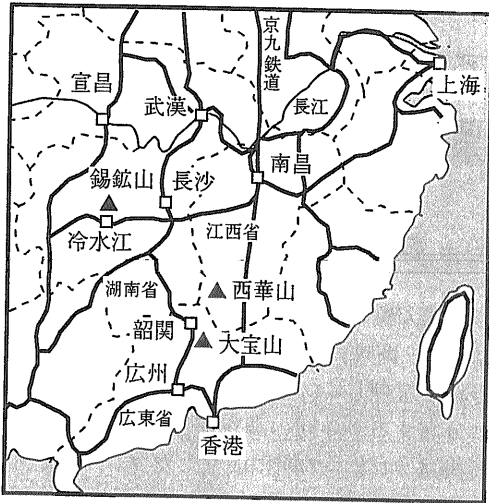 京九鉄道
宣昌
武漢
長江
上海
錫鉱山
長沙
南昌
冷水江
江西省
湖南省
西華山
韶関
大宝山
広州
広東省
香港